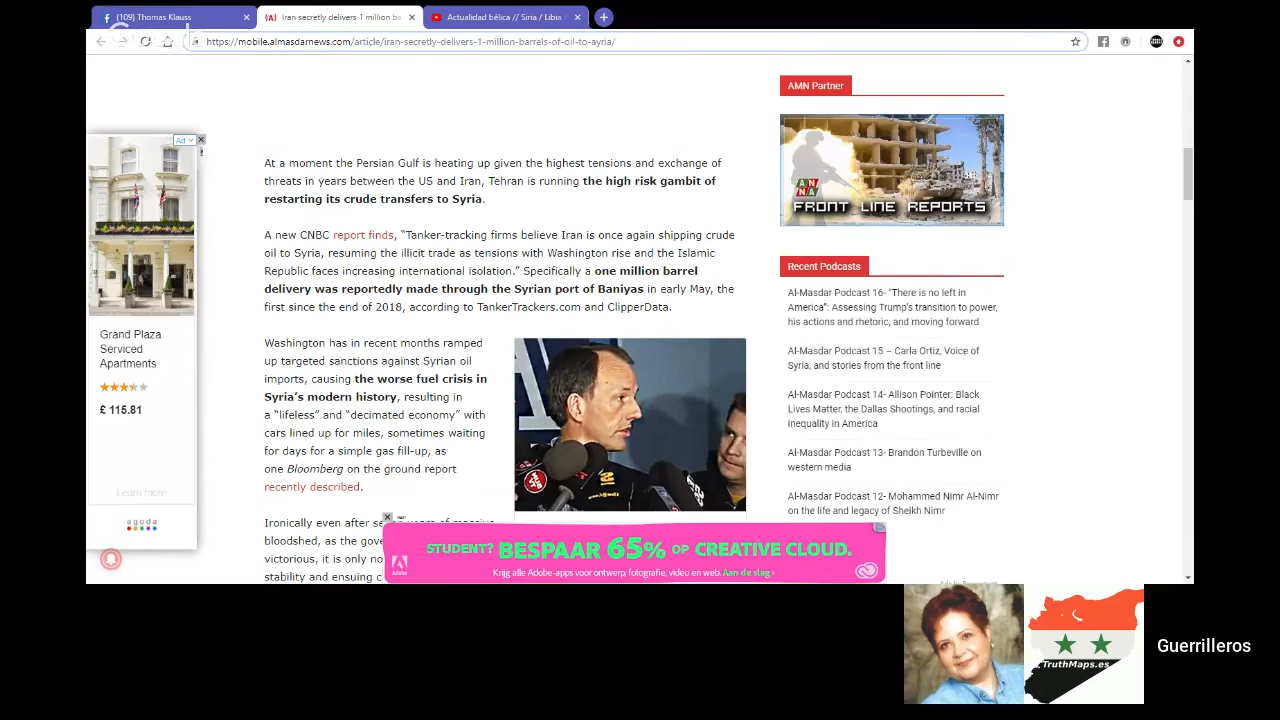 (109) Thomas Klauss
Iran secretly delivers 1 million ba
Actualidad bélica // Siria / Libia
https://mobile.almasdarnews.com/article/iran-secretly-delivers-1-million-barrels-of-oil-to-ayria/
AMN Partner
ANNA
FRONT LINE REPORTS
Ad
Grand Plaza
Serviced
Apartments
£ 115.81
Learn more
agoda
At a moment the Persian Gulf is heating up given the highest tensions and exchange of
threats in years between the US and Iran, Tehran is running the high risk gambit of
restarting its crude transfers to Syria.
A new CNBC report finds, “Tanker-tracking firms believe Iran is once again shipping crude
oil to Syria, resuming the illicit trade as tensions with Washington rise and the Islamic
Republic faces increasing international isolation.” Specifically a one million barrel
delivery was reportedly made through the Syrian port of Baniyas in early May, the
first since the end of 2018, according to TankerTrackers.com and ClipperData.
Washington has in recent months ramped
up targeted sanctions against Syrian oil
imports, causing the worse fuel crisis in
Syria’s modern history, resulting in
a “lifeless” and “decimated economy” with
cars lined up for miles, sometimes waiting
for days for a simple gas fill-up, as
one Bloomberg on the ground report
recently described.
Ironically even after seven years of massive
bloodshed, as the gove
victorious, it is only no
stability and ensuing c
Recent Podcasts
Al-Masdar Podcast 16- “There is no left in
America”: Assessing Trump’s transition to power,
his actions and rhetoric, and moving forward
Al-Masdar Podcast 15 – Carla Ortiz, Voice of
Syria, and stories from the front line
Al-Masdar Podcast 14- Allison Pointer: Black
Lives Matter, the Dallas Shootings, and racial
inequality in America
Al-Masdar Podcast 13- Brandon Turbeville on
western media
Al-Masdar Podcast 12- Mohammed Nimr Al-Nimr
on the life and legacy of Sheikh Nimr
STUDENT? BESPAAR 65% OP CREATIVE CLOUD.
Krijg alle Adobe-apps voor ontwerp, fotografie, video en web. Aan de slag ›
Adobe
TruthMaps.es
Guerrilleros